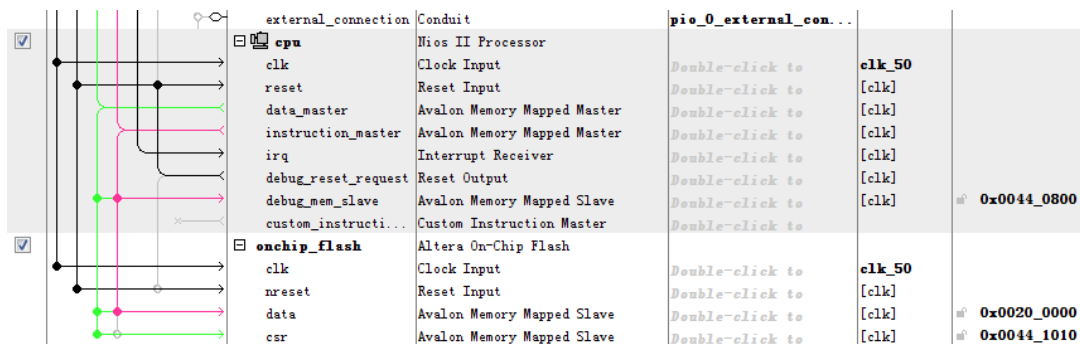 external_connection Conduit pio_0_external_con...
cpu Nios II Processor
clk Clock Input Double-click to clk_50
reset Reset Input Double-click to [clk]
data_master Avalon Memory Mapped Master Double-click to [clk]
instruction_master Avalon Memory Mapped Master Double-click to [clk]
irq Interrupt Receiver Double-click to [clk]
debug_reset_request Reset Output Double-click to [clk]
debug_mem_slave Avalon Memory Mapped Slave Double-click to [clk] 0x0044_0800
custom_instructi... Custom Instruction Master Double-click to
onchip_flash Altera On-Chip Flash
clk Clock Input Double-click to clk_50
nreset Reset Input Double-click to [clk]
data Avalon Memory Mapped Slave Double-click to [clk] 0x0020_0000
csr Avalon Memory Mapped Slave Double-click to [clk] 0x0044_1010